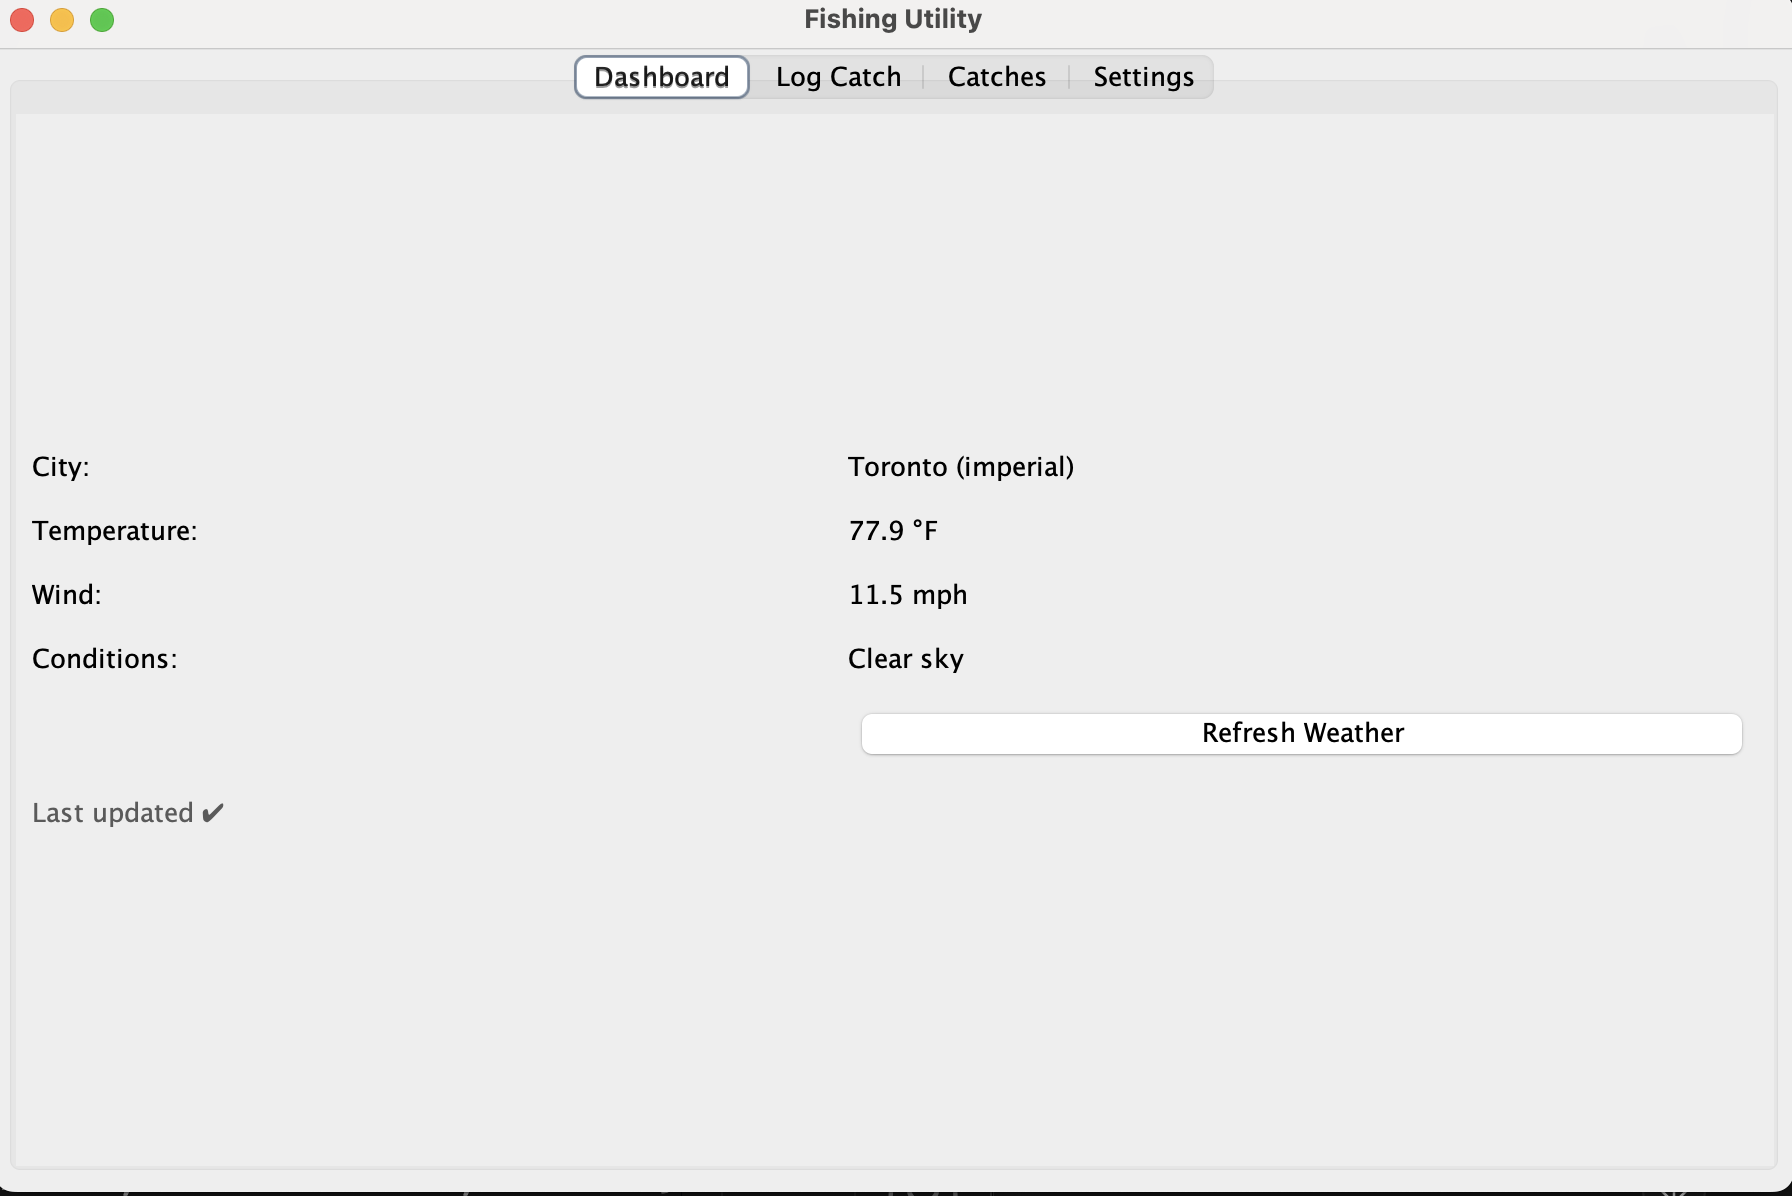 Fishing Utility
Dashboard Log Catch Catches Settings
City: Toronto (imperial)
Temperature: 77.9 °F
Wind: 11.5 mph
Conditions: Clear sky
Refresh Weather
Last updated ✔